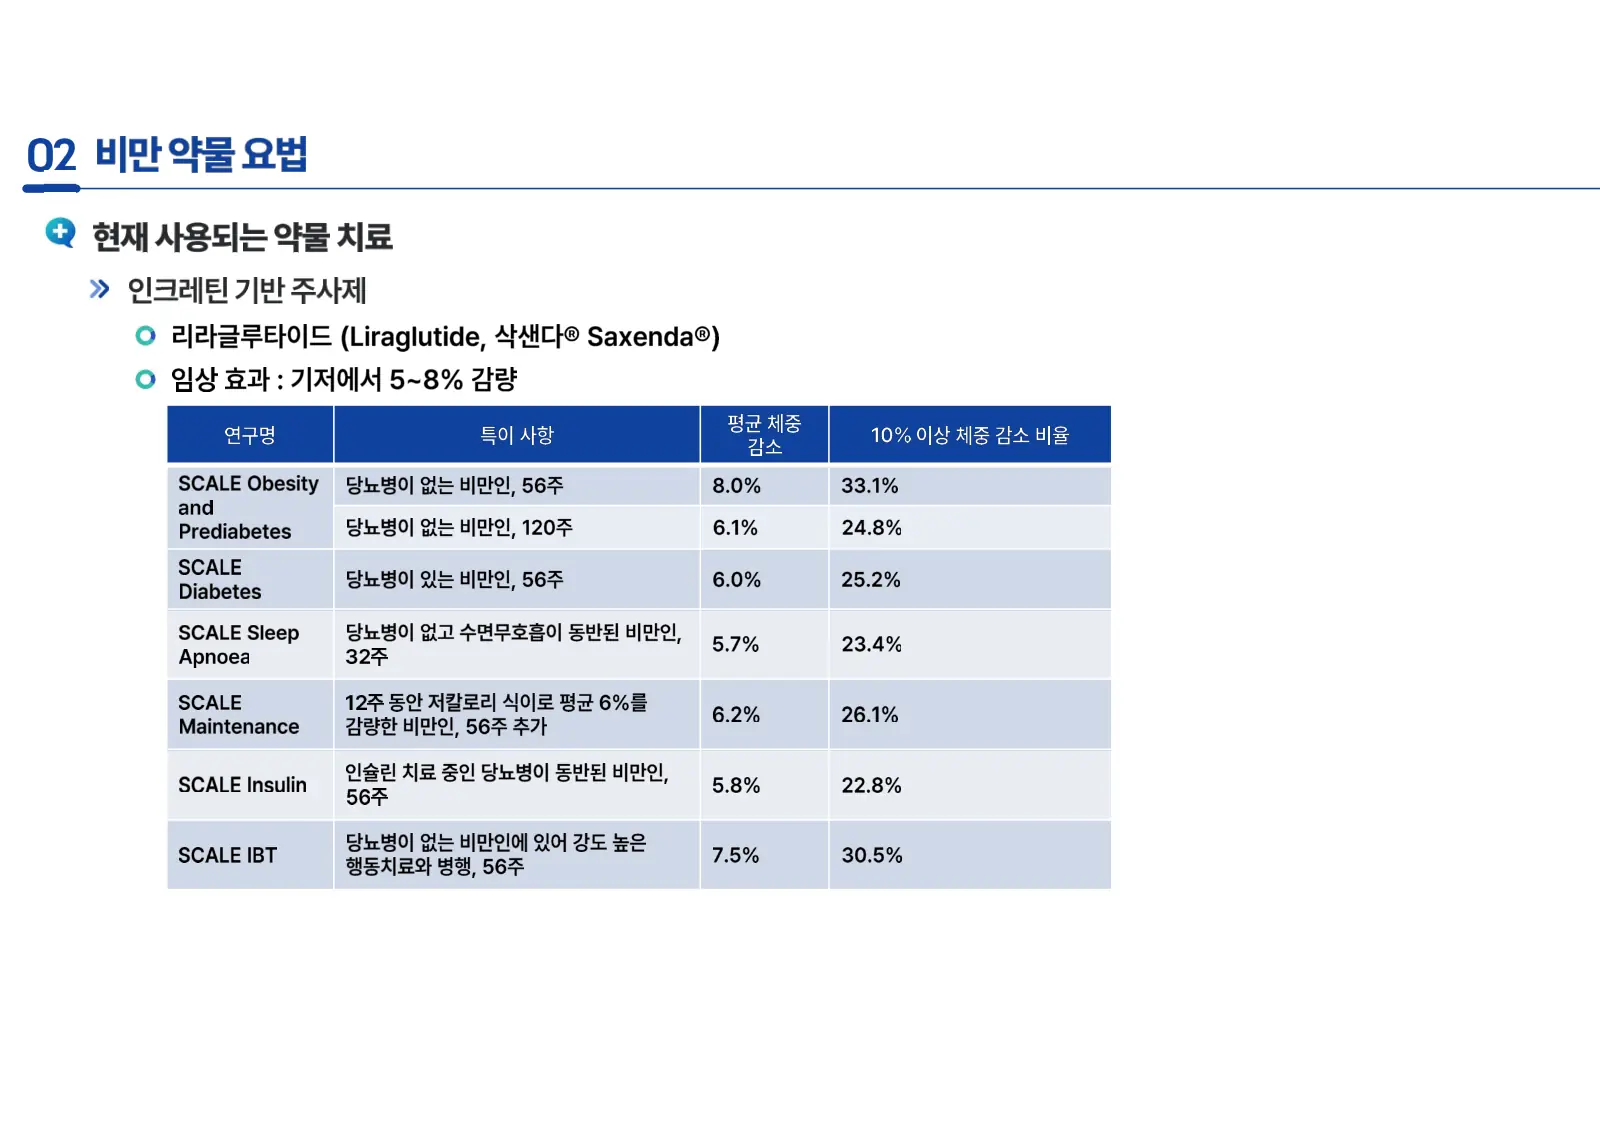 02 비만 약물 요법
현재 사용되는 약물 치료
인크레틴 기반 주사제
리라글루타이드 (Liraglutide, 삭샌다® Saxenda®)
임상 효과 : 기저에서 5~8% 감량
연구명 특이 사항 평균 체중 감소 10% 이상 체중 감소 비율
SCALE Obesity and Prediabetes 당뇨병이 없는 비만인, 56주 8.0% 33.1%
당뇨병이 없는 비만인, 120주 6.1% 24.8%
SCALE Diabetes 당뇨병이 있는 비만인, 56주 6.0% 25.2%
SCALE Sleep Apnoea 당뇨병이 없고 수면무호흡이 동반된 비만인, 32주 5.7% 23.4%
SCALE Maintenance 12주 동안 저칼로리 식이로 평균 6%를 감량한 비만인, 56주 추가 6.2% 26.1%
SCALE Insulin 인슐린 치료 중인 당뇨병이 동반된 비만인, 56주 5.8% 22.8%
SCALE IBT 당뇨병이 없는 비만인에 있어 강도 높은 행동치료와 병행, 56주 7.5% 30.5%